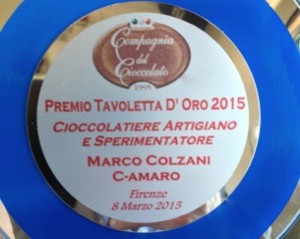 Compagnia
del
Cioccolato
1995
PREMIO TAVOLETTA D' ORO 2015
CIOCCOLATIERE ARTIGIANO
E SPERIMENTATORE
MARCO COLZANI
C-AMARO
Firenze
8 Marzo 2015